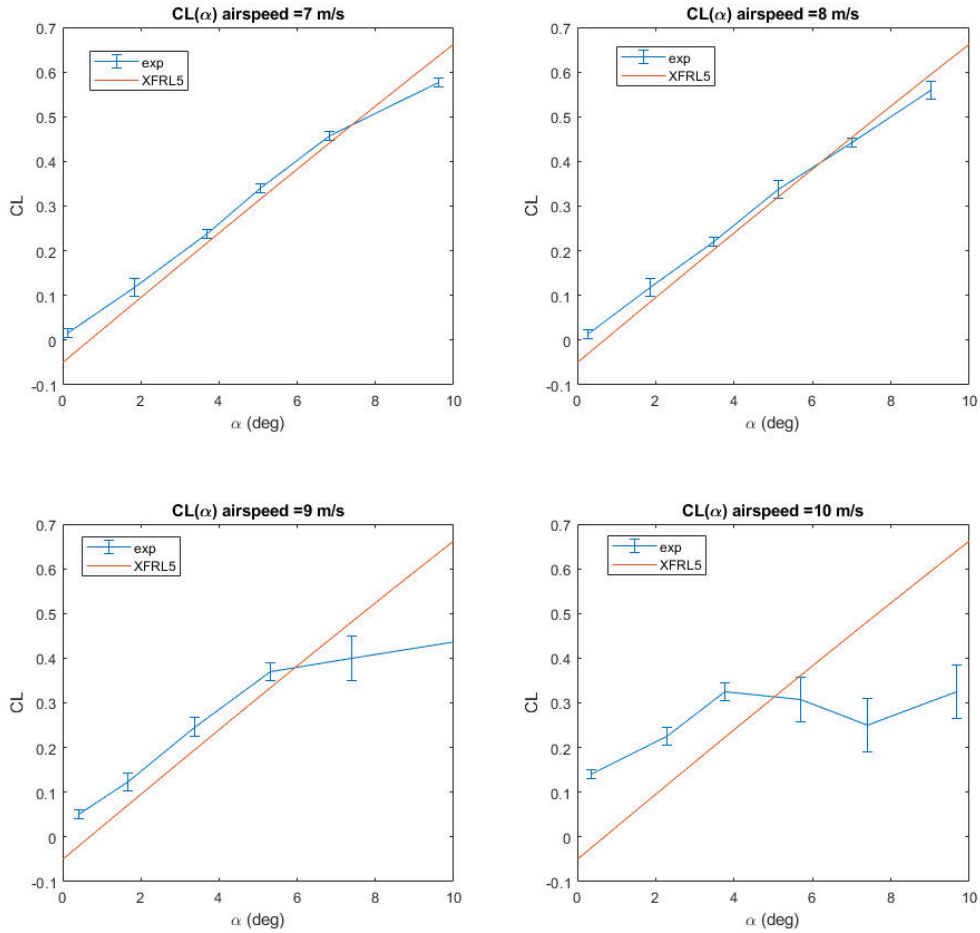 CL(α) airspeed =7 m/s
0.7
0.6
0.5
0.4
0.3
0.2
0.1
0
-0.1
CL
exp
XFRL5
0 2 4 6 8 10
α (deg)
CL(α) airspeed =8 m/s
0.7
0.6
0.5
0.4
0.3
0.2
0.1
0
-0.1
CL
exp
XFRL5
0 2 4 6 8 10
α (deg)
CL(α) airspeed =9 m/s
0.7
0.6
0.5
0.4
0.3
0.2
0.1
0
-0.1
CL
exp
XFRL5
0 2 4 6 8 10
α (deg)
CL(α) airspeed =10 m/s
0.7
0.6
0.5
0.4
0.3
0.2
0.1
0
-0.1
CL
exp
XFRL5
0 2 4 6 8 10
α (deg)